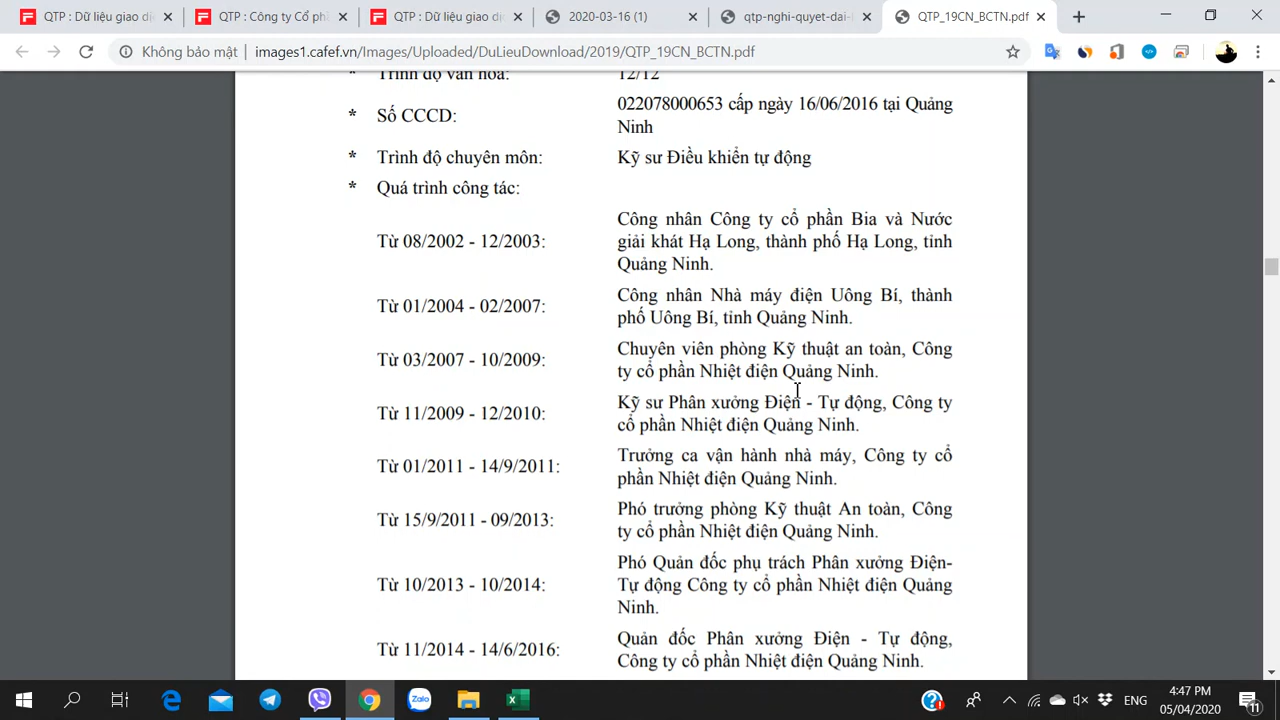 QTP : Dữ liệu giao dị
QTP : Công ty Cổ ph
QTP : Dữ liệu giao dị
2020-03-16 (1)
qtp-nghi-quyet-dai-
QTP_19CN_BCTN.pdf
Không bảo mật
images1.cafef.vn/Images/Uploaded/DuLieuDownload/2019/QTP_19CN_BCTN.pdf
* Trình độ văn hóa: 12/12
* Số CCCD: 022078000653 cấp ngày 16/06/2016 tại Quảng
Ninh
* Trình độ chuyên môn: Kỹ sư Điều khiển tự động
* Quá trình công tác:
Từ 08/2002 - 12/2003: Công nhân Công ty cổ phần Bia và Nước
giải khát Hạ Long, thành phố Hạ Long, tỉnh
Quảng Ninh.
Từ 01/2004 - 02/2007: Công nhân Nhà máy điện Uông Bí, thành
phố Uông Bí, tỉnh Quảng Ninh.
Từ 03/2007 - 10/2009: Chuyên viên phòng Kỹ thuật an toàn, Công
ty cổ phần Nhiệt điện Quảng Ninh.
Từ 11/2009 - 12/2010: Kỹ sư Phân xưởng Điện - Tự động, Công ty
cổ phần Nhiệt điện Quảng Ninh.
Từ 01/2011 - 14/9/2011: Trưởng ca vận hành nhà máy, Công ty cổ
phần Nhiệt điện Quảng Ninh.
Từ 15/9/2011 - 09/2013: Phó trưởng phòng Kỹ thuật An toàn, Công
ty cổ phần Nhiệt điện Quảng Ninh.
Từ 10/2013 - 10/2014: Phó Quản đốc phụ trách Phân xưởng Điện-
Tự động Công ty cổ phần Nhiệt điện Quảng
Ninh.
Từ 11/2014 - 14/6/2016: Quản đốc Phân xưởng Điện - Tự động,
Công ty cổ phần Nhiệt điện Quảng Ninh.
Zalo
ENG
4:47 PM
05/04/2020
11